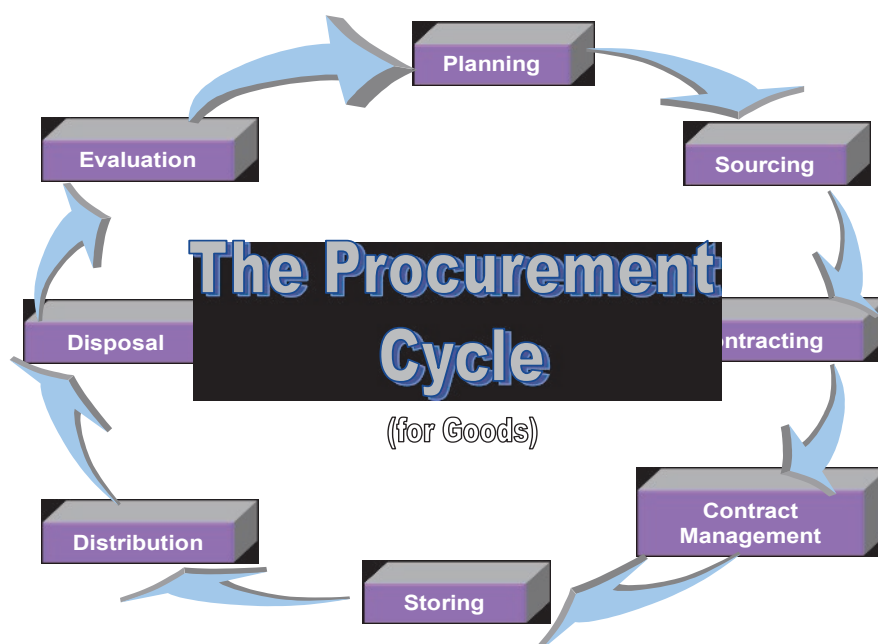 Planning
Sourcing
Evaluation
The Procurement
Cycle
(for Goods)
Disposal
ontracting
Contract
Management
Distribution
Storing